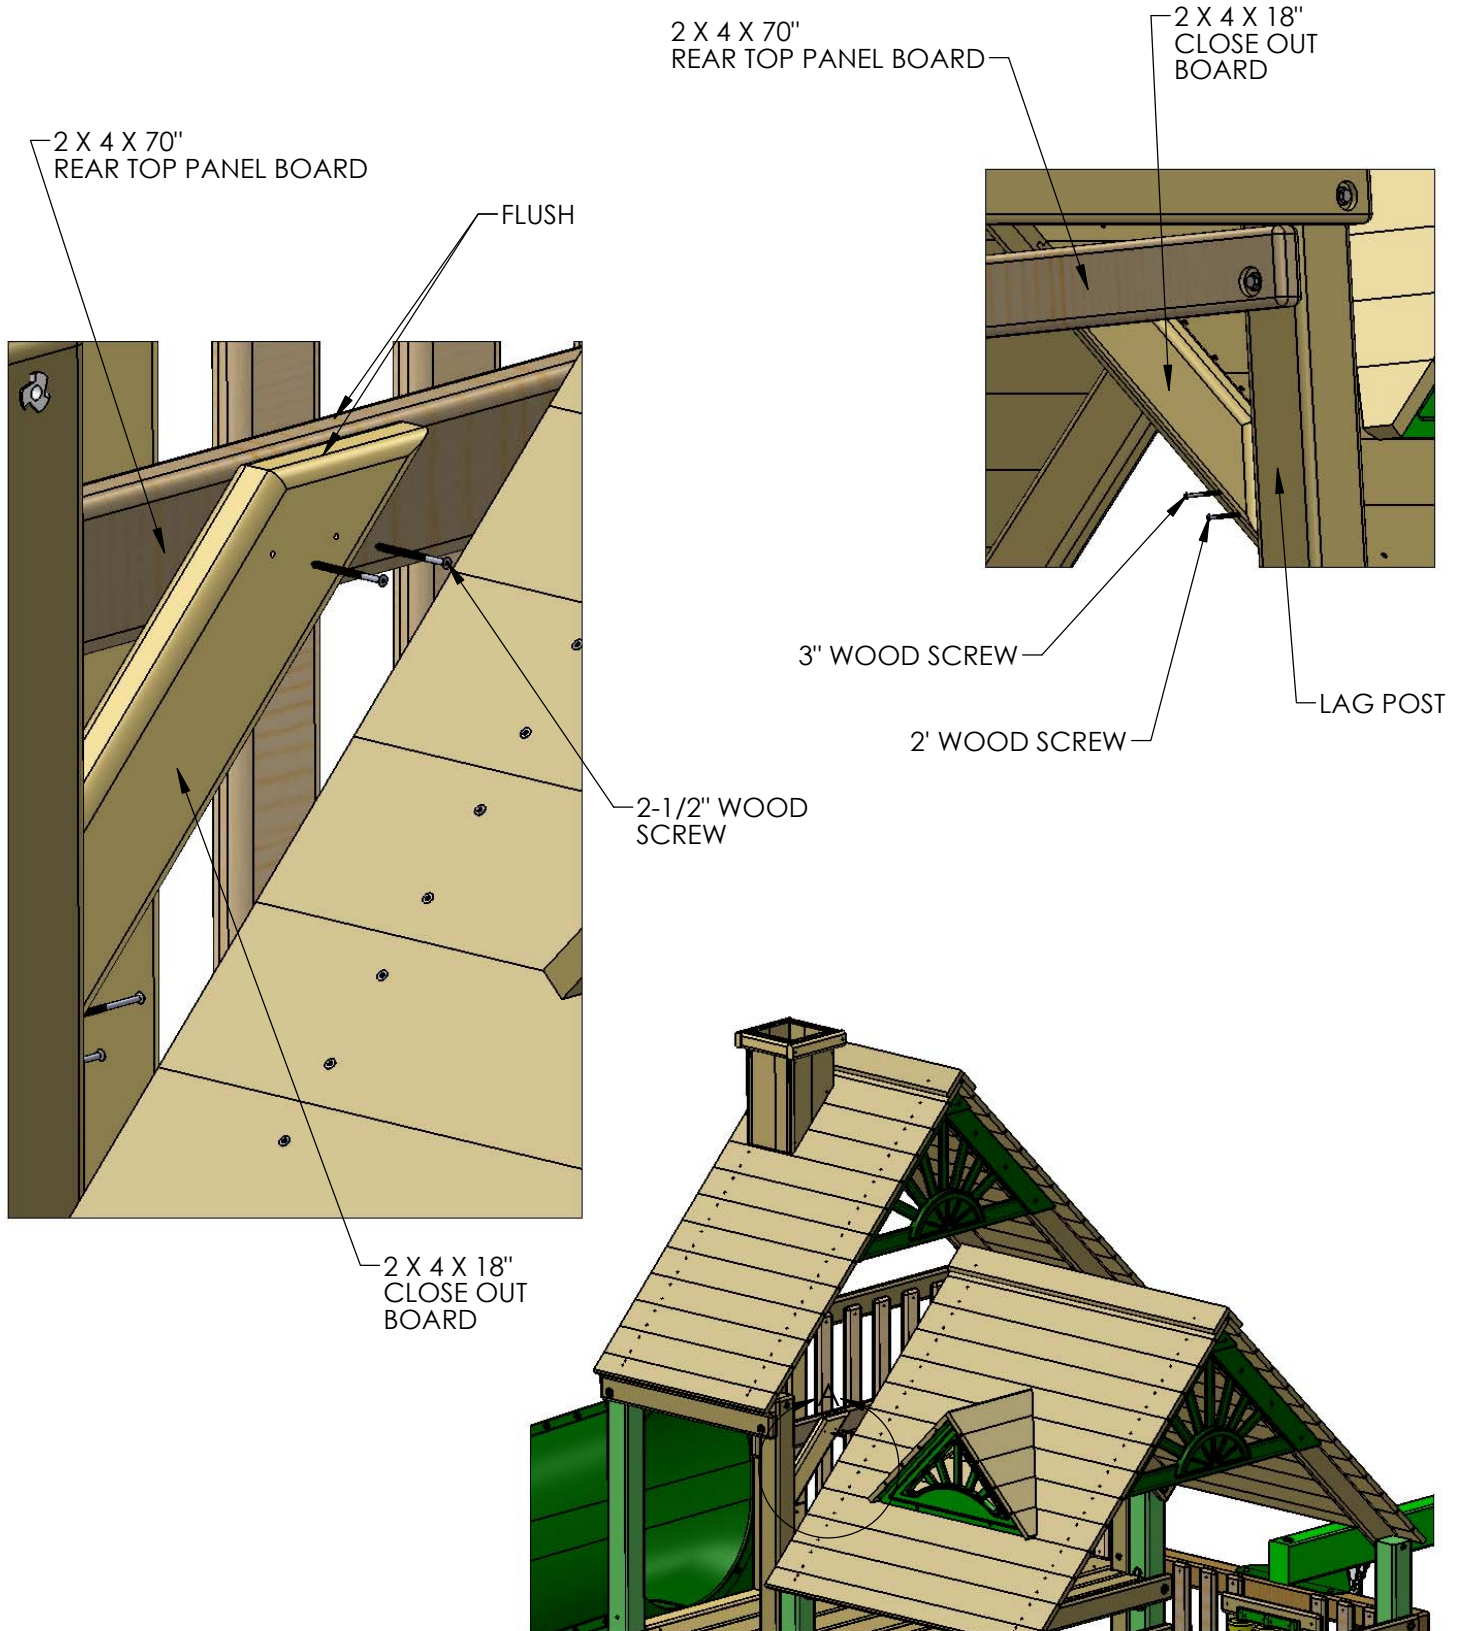 2 X 4 X 70"
REAR TOP PANEL BOARD
2 X 4 X 18"
CLOSE OUT
BOARD
2 X 4 X 70"
REAR TOP PANEL BOARD
FLUSH
3" WOOD SCREW
LAG POST
2' WOOD SCREW
2-1/2" WOOD
SCREW
2 X 4 X 18"
CLOSE OUT
BOARD
A